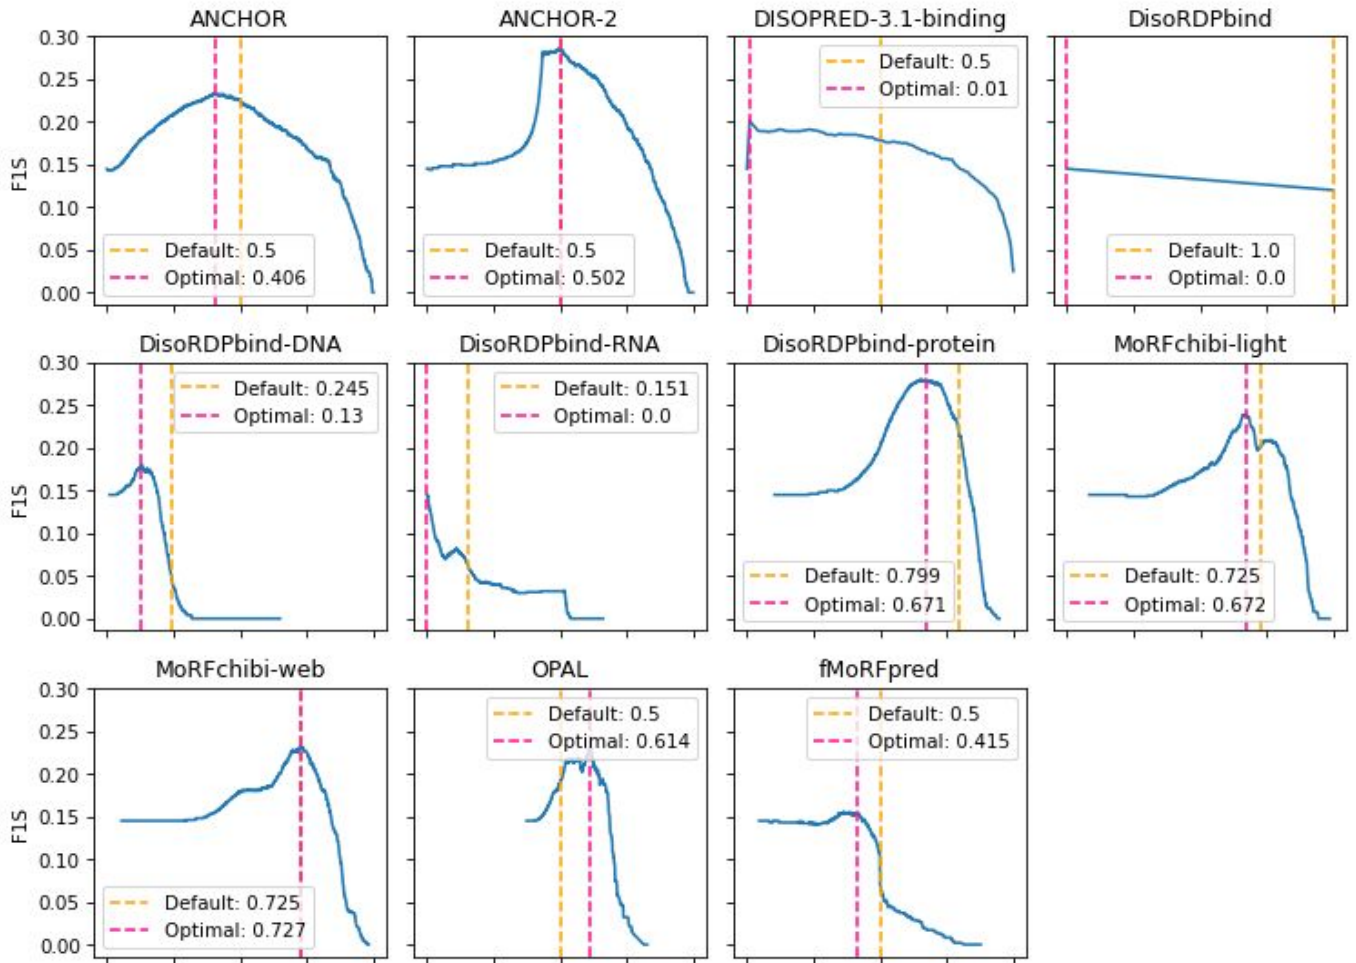 ANCHOR
ANCHOR-2
DISOPRED-3.1-binding
DisoRDPbind
0.30
0.25
0.20
0.15
0.10
0.05
0.00
F1S
Default: 0.5
Optimal: 0.406
Default: 0.5
Optimal: 0.502
Default: 0.5
Optimal: 0.01
Default: 1.0
Optimal: 0.0
DisoRDPbind-DNA
DisoRDPbind-RNA
DisoRDPbind-protein
MoRFchibi-light
0.30
0.25
0.20
0.15
0.10
0.05
0.00
F1S
Default: 0.245
Optimal: 0.13
Default: 0.151
Optimal: 0.0
Default: 0.799
Optimal: 0.671
Default: 0.725
Optimal: 0.672
MoRFchibi-web
OPAL
fMoRFpred
0.30
0.25
0.20
0.15
0.10
0.05
0.00
F1S
Default: 0.725
Optimal: 0.727
Default: 0.5
Optimal: 0.614
Default: 0.5
Optimal: 0.415